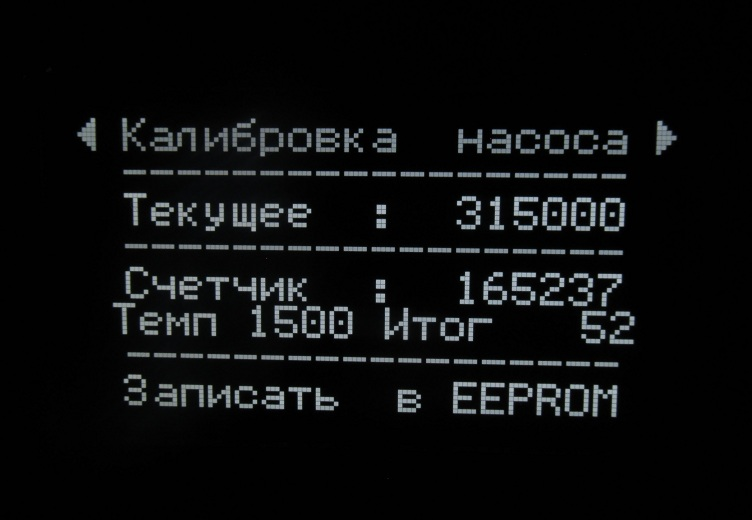 Калибровка насоса
Текущее : 315000
Счетчик : 165237
Темп 1500 Итог 52
Записать в EEPROM